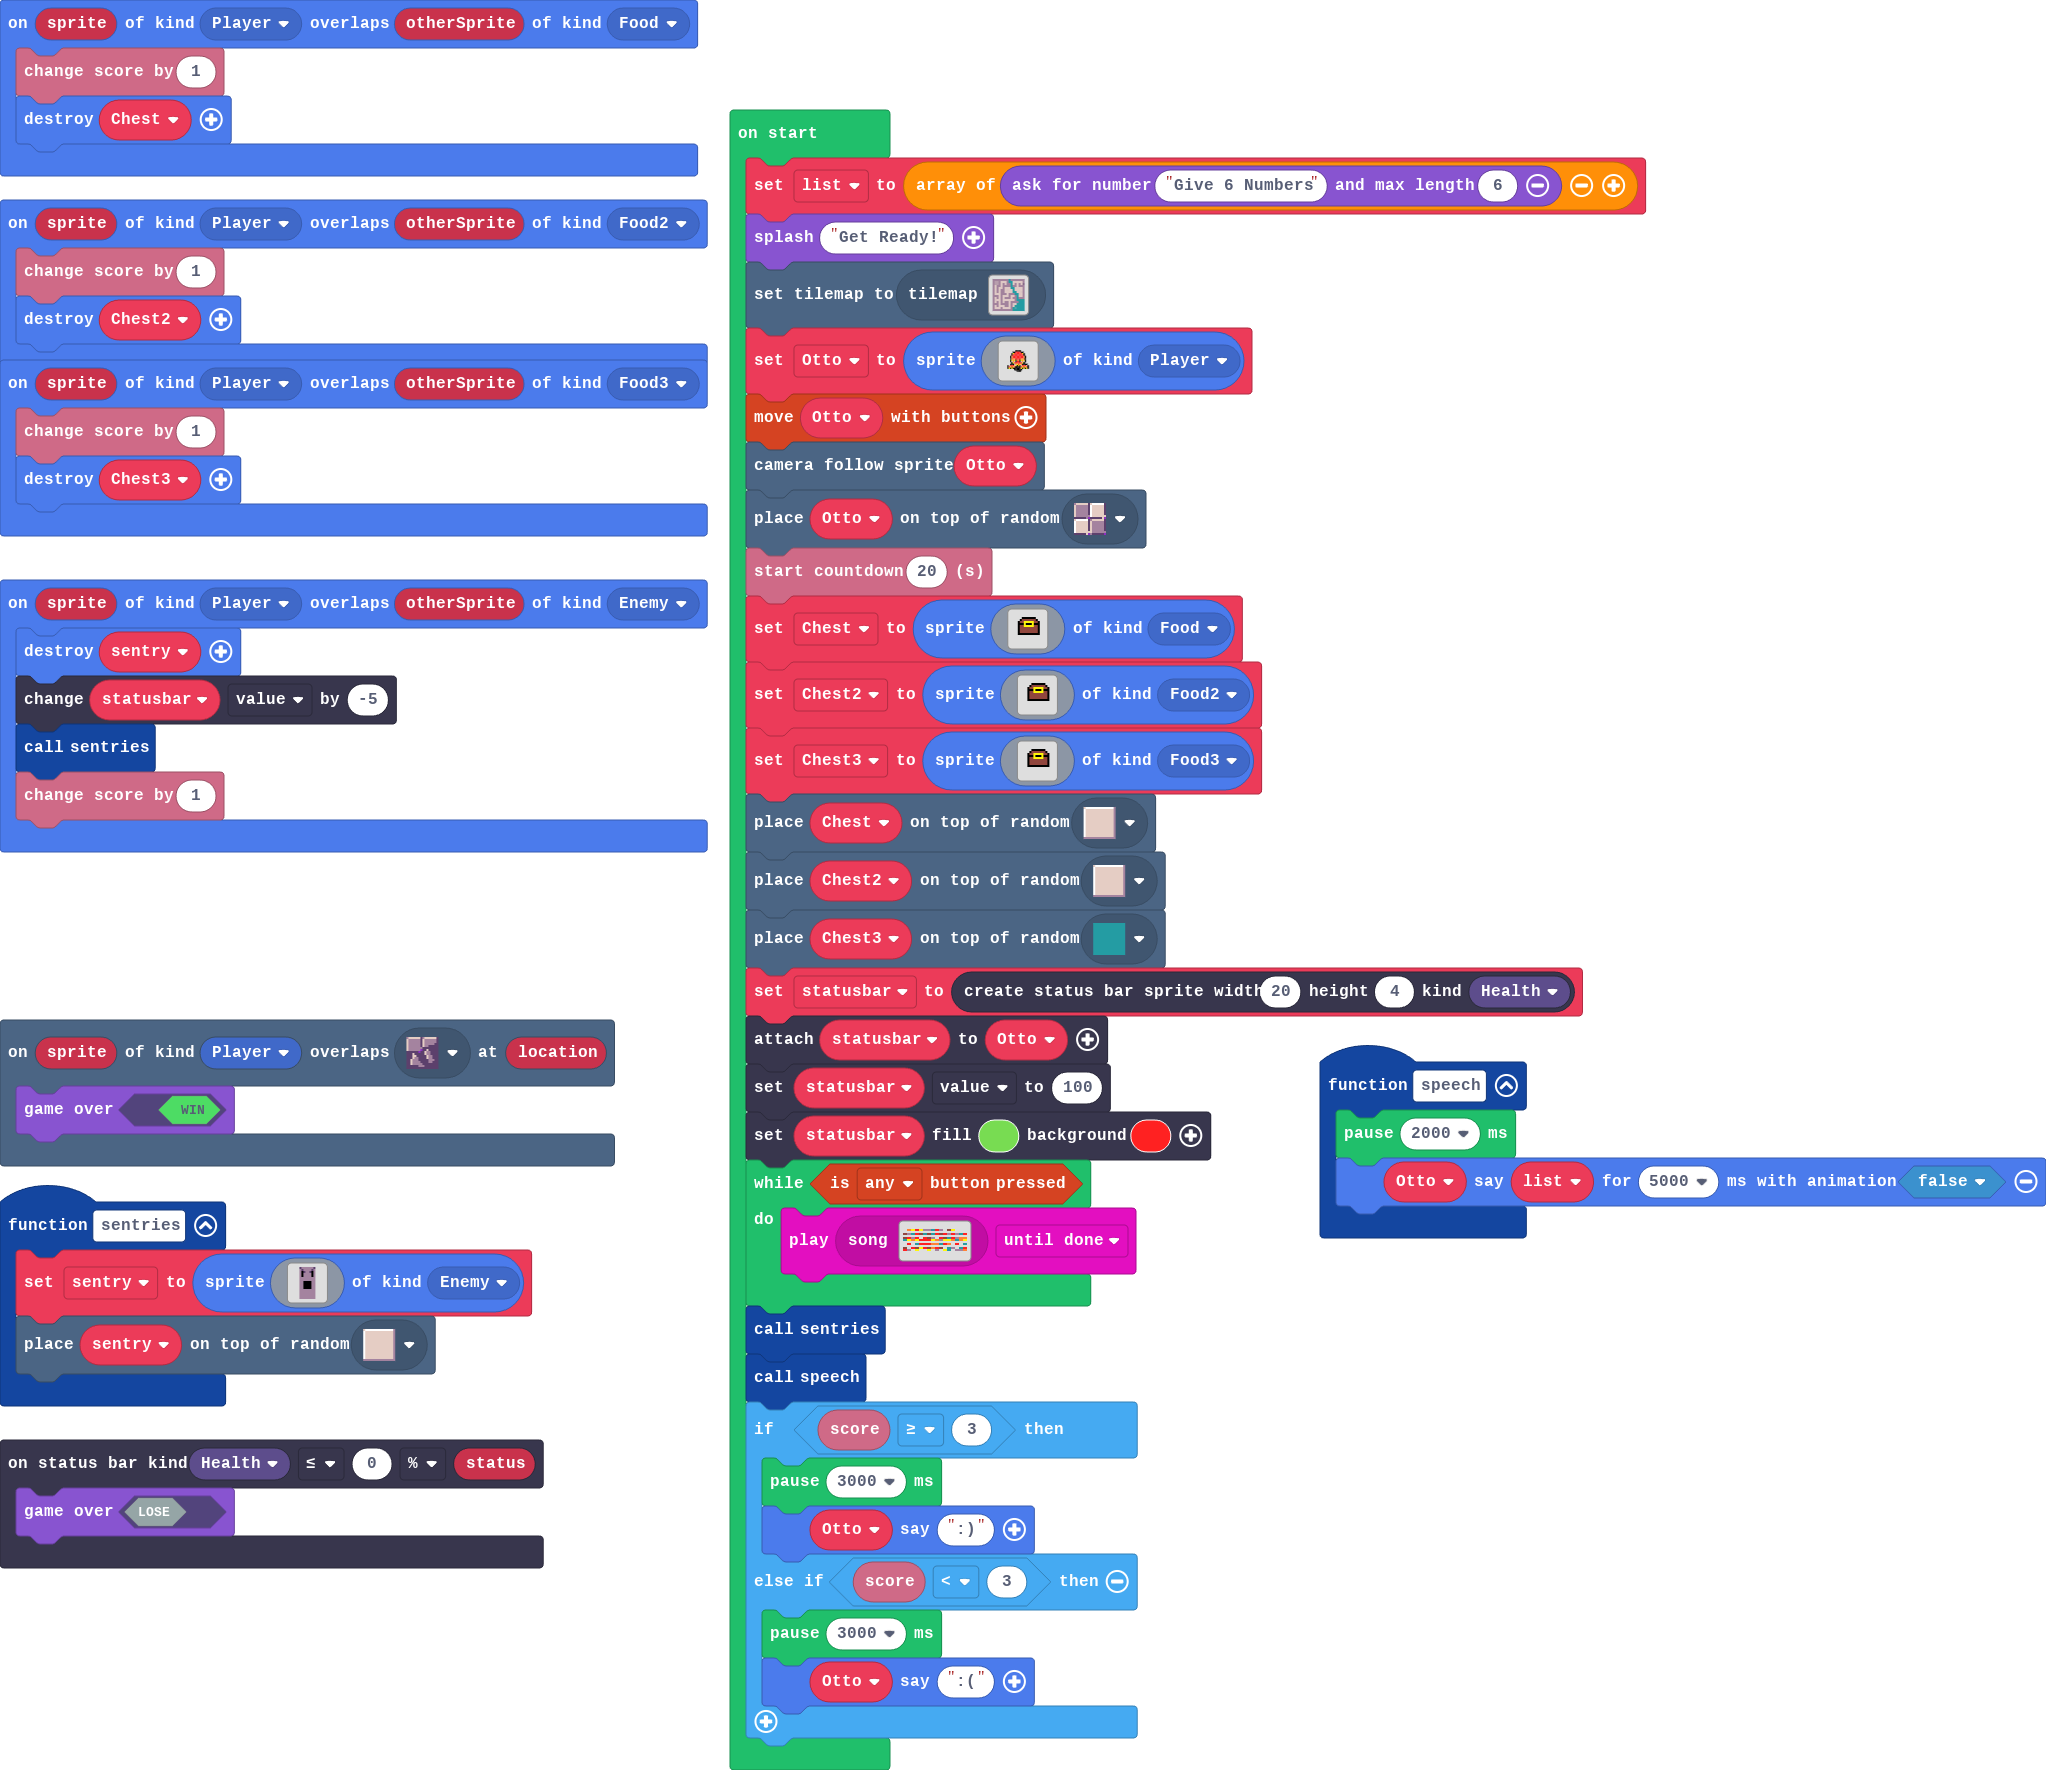 on sprite of kind Player overlaps otherSprite of kind Food
change score by 1
destroy Chest
on sprite of kind Player overlaps otherSprite of kind Food2
change score by 1
destroy Chest2
on sprite of kind Player overlaps otherSprite of kind Food3
change score by 1
destroy Chest3
on sprite of kind Player overlaps otherSprite of kind Enemy
destroy sentry
change statusbar value by -5
call sentries
change score by 1
on sprite of kind Player overlaps at location
game over WIN
function sentries
set sentry to sprite of kind Enemy
place sentry on top of random
on status bar kind Health ≤ 0 % status
game over LOSE
on start
set list to array of ask for number "Give 6 Numbers" and max length 6
splash "Get Ready!"
set tilemap to tilemap
set Otto to sprite of kind Player
move Otto with buttons
camera follow sprite Otto
place Otto on top of random
start countdown 20 (s)
set Chest to sprite of kind Food
set Chest2 to sprite of kind Food2
set Chest3 to sprite of kind Food3
place Chest on top of random
place Chest2 on top of random
place Chest3 on top of random
set statusbar to create status bar sprite width 20 height 4 kind Health
attach statusbar to Otto
set statusbar value to 100
set statusbar fill background
while is any button pressed
do
play song until done
call sentries
call speech
if score ≥ 3 then
pause 3000 ms
Otto say ":)"
else if score < 3 then
pause 3000 ms
Otto say ":("
function speech
pause 2000 ms
Otto say list for 5000 ms with animation false